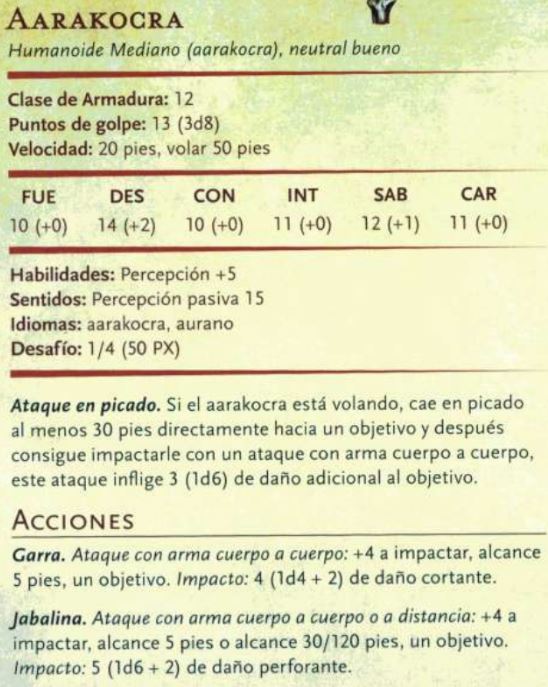 AARAKOCRA
Humanoide Mediano (aarakocra), neutral bueno
Clase de Armadura: 12
Puntos de golpe: 13 (3d8)
Velocidad: 20 pies, volar 50 pies
FUE DES CON INT SAB CAR
10 (+0) 14 (+2) 10 (+0) 11 (+0) 12 (+1) 11 (+0)
Habilidades: Percepción +5
Sentidos: Percepción pasiva 15
Idiomas: aarakocra, aurano
Desafío: 1/4 (50 PX)
Ataque en picado. Si el aarakocra está volando, cae en picado
al menos 30 pies directamente hacia un objetivo y después
consigue impactarle con un ataque con arma cuerpo a cuerpo,
este ataque inflige 3 (1d6) de daño adicional al objetivo.
ACCIONES
Garra. Ataque con arma cuerpo a cuerpo: +4 a impactar, alcance
5 pies, un objetivo. Impacto: 4 (1d4 + 2) de daño cortante.
Jabalina. Ataque con arma cuerpo a cuerpo o a distancia: +4 a
impactar, alcance 5 pies o alcance 30/120 pies, un objetivo.
Impacto: 5 (1d6 + 2) de daño perforante.